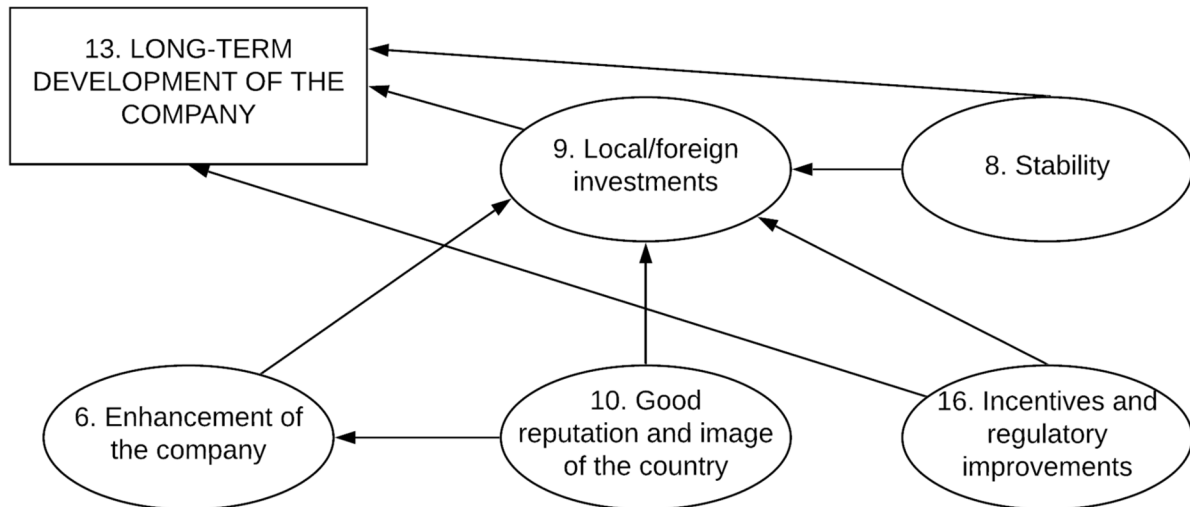 13. LONG-TERM
DEVELOPMENT OF THE
COMPANY
9. Local/foreign
investments
8. Stability
6. Enhancement of
the company
10. Good
reputation and image
of the country
16. Incentives and
regulatory
improvements